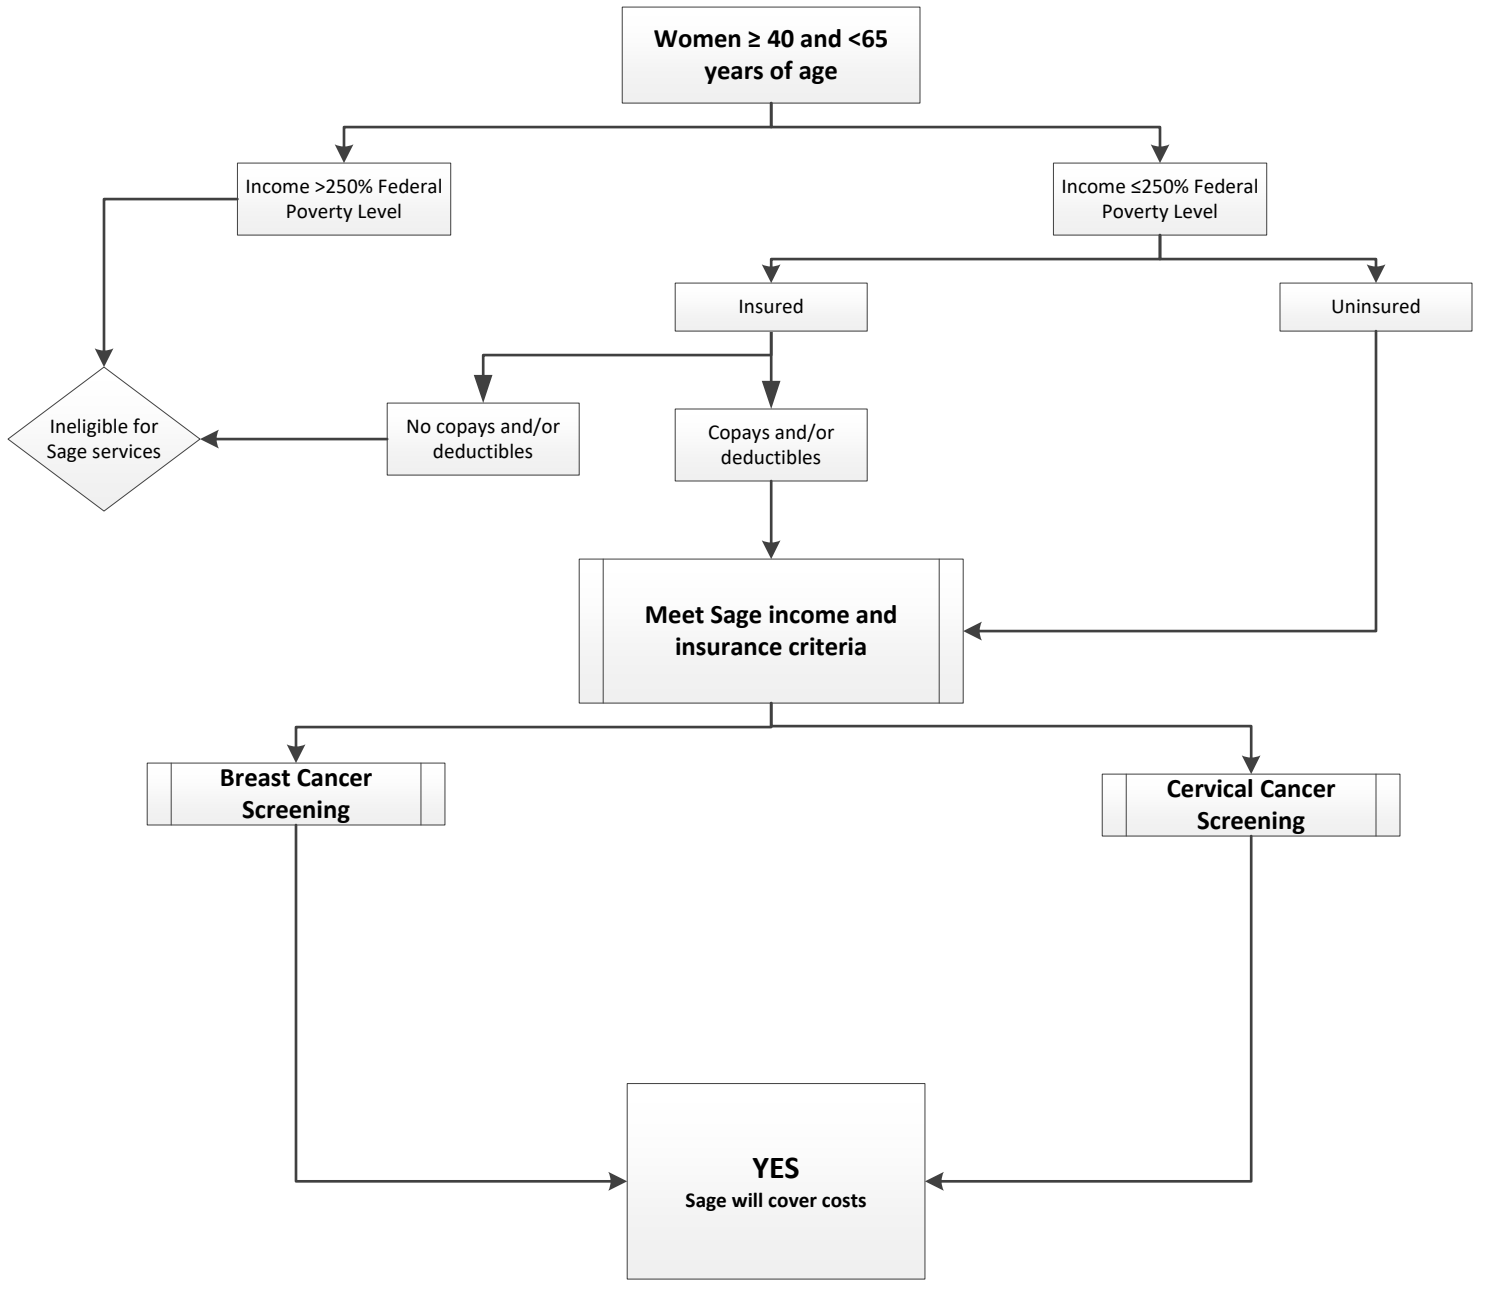 Women ≥ 40 and <65
years of age
Income >250% Federal
Poverty Level
Income ≤250% Federal
Poverty Level
Insured
Uninsured
Ineligible for
Sage services
No copays and/or
deductibles
Copays and/or
deductibles
Meet Sage income and
insurance criteria
Breast Cancer
Screening
Cervical Cancer
Screening
YES
Sage will cover costs